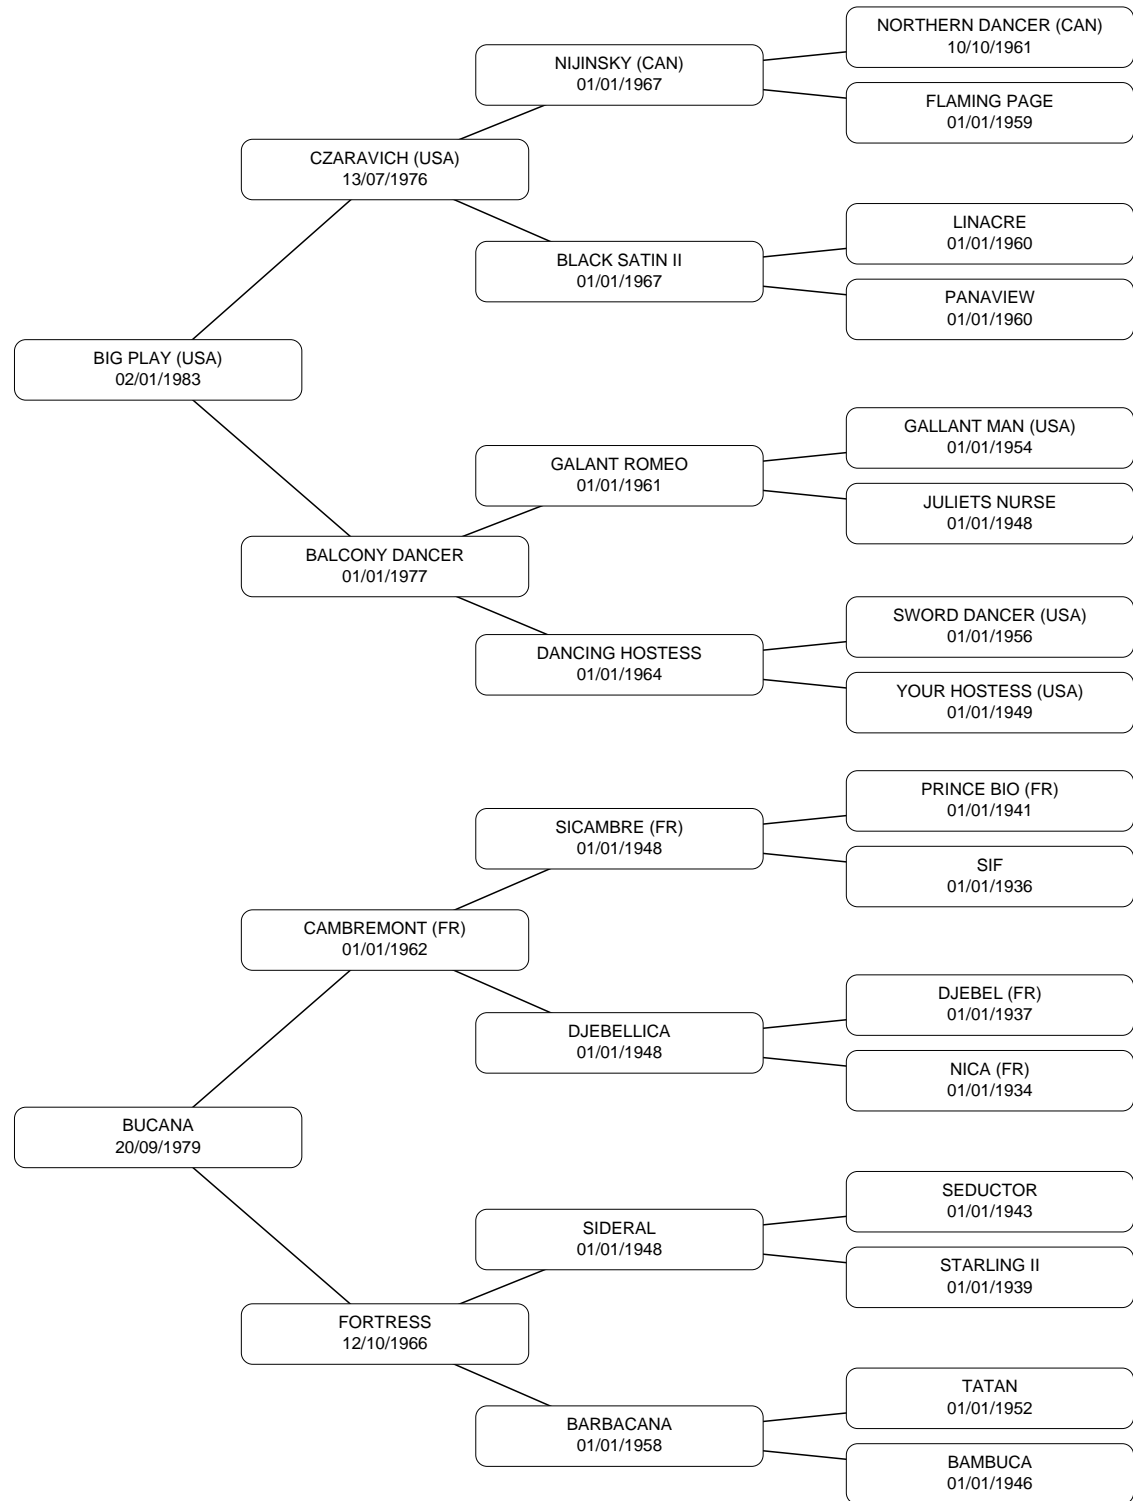 NORTHERN DANCER (CAN)
10/10/1961
NIJINSKY (CAN)
01/01/1967
FLAMING PAGE
01/01/1959
CZARAVICH (USA)
13/07/1976
LINACRE
01/01/1960
BLACK SATIN II
01/01/1967
PANAVIEW
01/01/1960
BIG PLAY (USA)
02/01/1983
GALLANT MAN (USA)
01/01/1954
GALANT ROMEO
01/01/1961
JULIETS NURSE
01/01/1948
BALCONY DANCER
01/01/1977
SWORD DANCER (USA)
01/01/1956
DANCING HOSTESS
01/01/1964
YOUR HOSTESS (USA)
01/01/1949
PRINCE BIO (FR)
01/01/1941
SICAMBRE (FR)
01/01/1948
SIF
01/01/1936
CAMBREMONT (FR)
01/01/1962
DJEBEL (FR)
01/01/1937
DJEBELLICA
01/01/1948
NICA (FR)
01/01/1934
BUCANA
20/09/1979
SEDUCTOR
01/01/1943
SIDERAL
01/01/1948
STARLING II
01/01/1939
FORTRESS
12/10/1966
TATAN
01/01/1952
BARBACANA
01/01/1958
BAMBUCA
01/01/1946